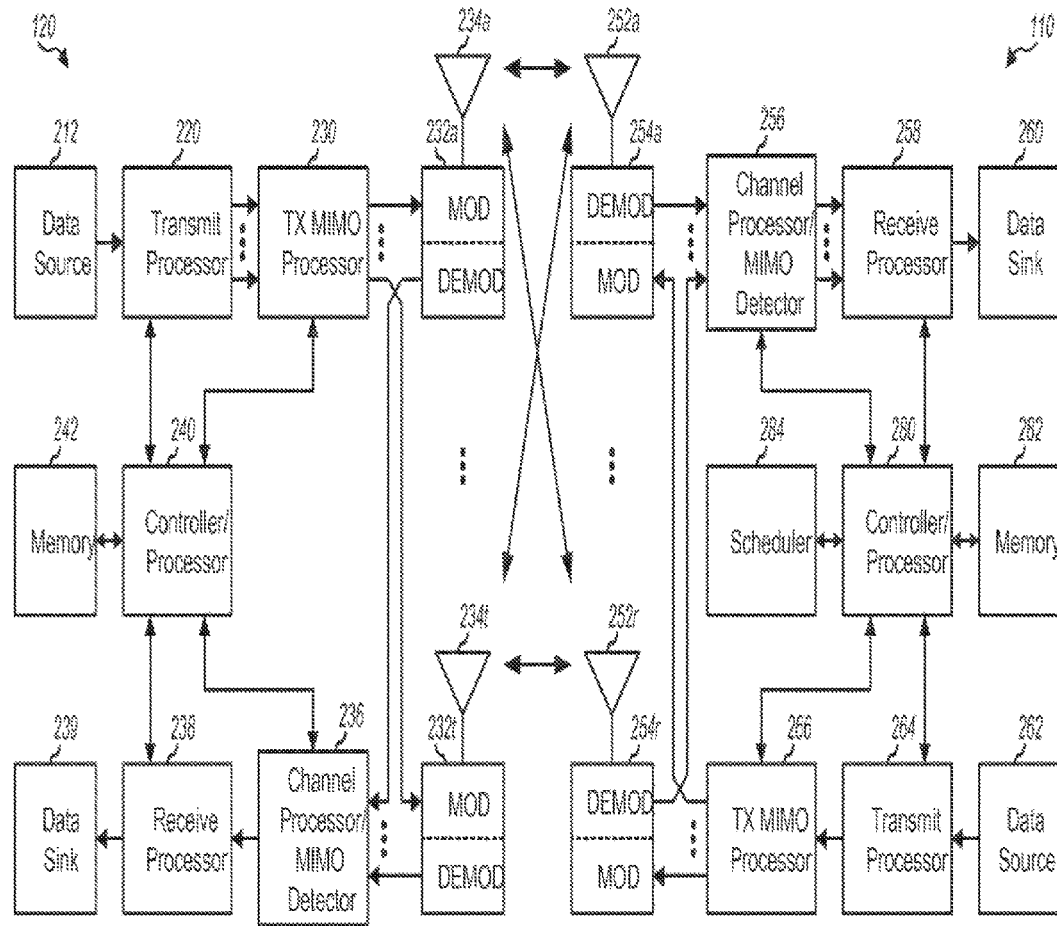 120
234a
252a
110
212
220
230
232a
254a
256
258
260
Data
Source
Transmit
Processor
TX MIMO
Processor
MOD
DEMOD
DEMOD
MOD
Channel
Processor/
MIMO
Detector
Receive
Processor
Data
Sink
242
240
284
280
282
Memory
Controller/
Processor
Scheduler
Controller/
Processor
Memory
234t
252r
239
238
236
232t
254r
266
264
262
Data
Sink
Receive
Processor
Channel
Processor/
MIMO
Detector
MOD
DEMOD
DEMOD
MOD
TX MIMO
Processor
Transmit
Processor
Data
Source